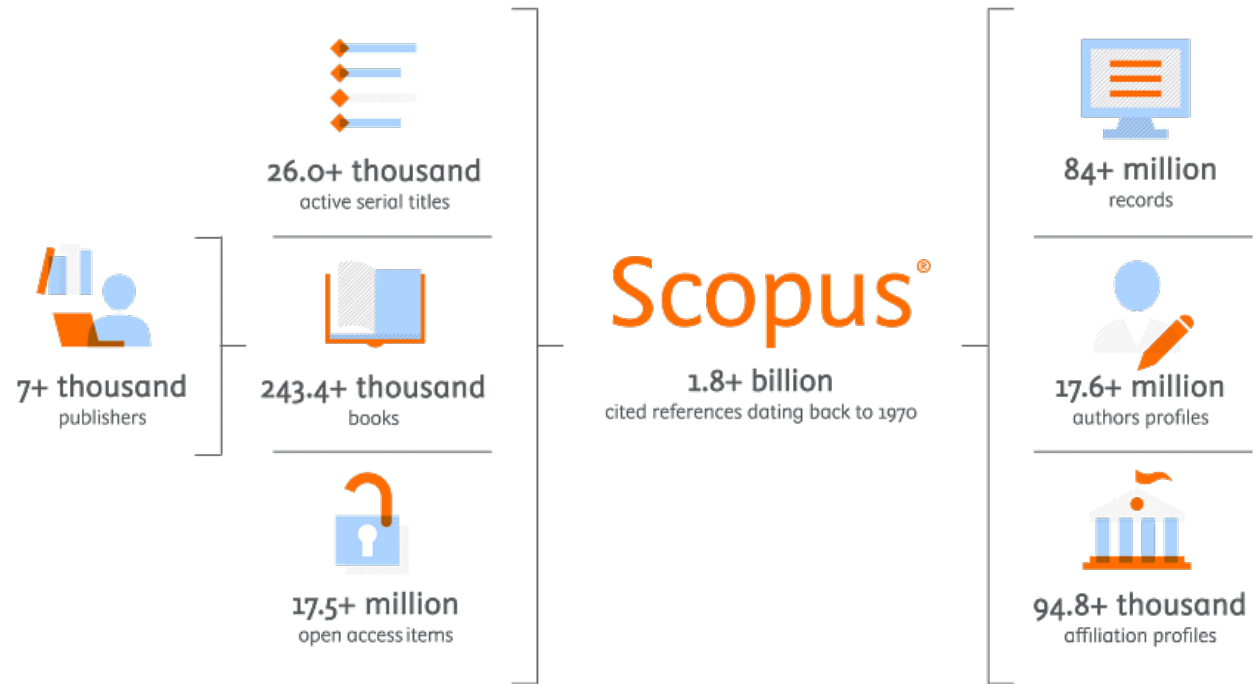 7+ thousand
publishers
26.0+ thousand
active serial titles
243.4+ thousand
books
17.5+ million
open access items
Scopus®
1.8+ billion
cited references dating back to 1970
84+ million
records
17.6+ million
authors profiles
94.8+ thousand
affiliation profiles